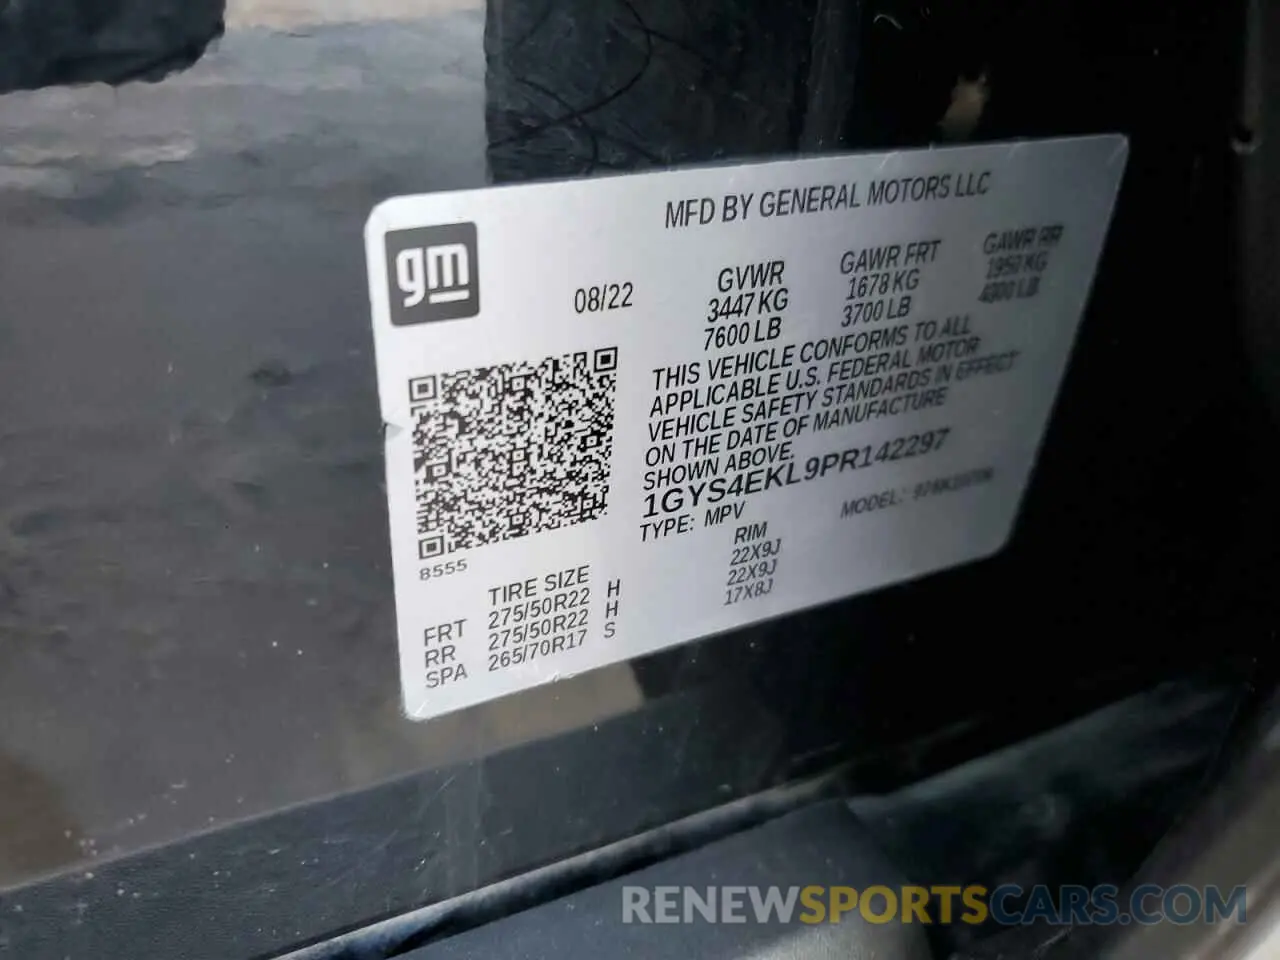 MFD BY GENERAL MOTORS LLC
gm
08/22
GVWR
3447 KG
7600 LB
GAWR FRT
1678 KG
3700 LB
GAWR RR
1950 KG
LB
THIS VEHICLE CONFORMS TO ALL
APPLICABLE U.S. FEDERAL MOTOR
VEHICLE SAFETY STANDARDS IN EFFECT
ON THE DATE OF MANUFACTURE
SHOWN ABOVE.
1GYS4EKL9PR142297
TYPE: MPV
MODEL:
8555
TIRE SIZE
RIM
FRT 275/50R22 H 22X9J
RR 275/50R22 H 22X9J
SPA 265/70R17 S 17X8J
RENEWSPORTSCARS.COM